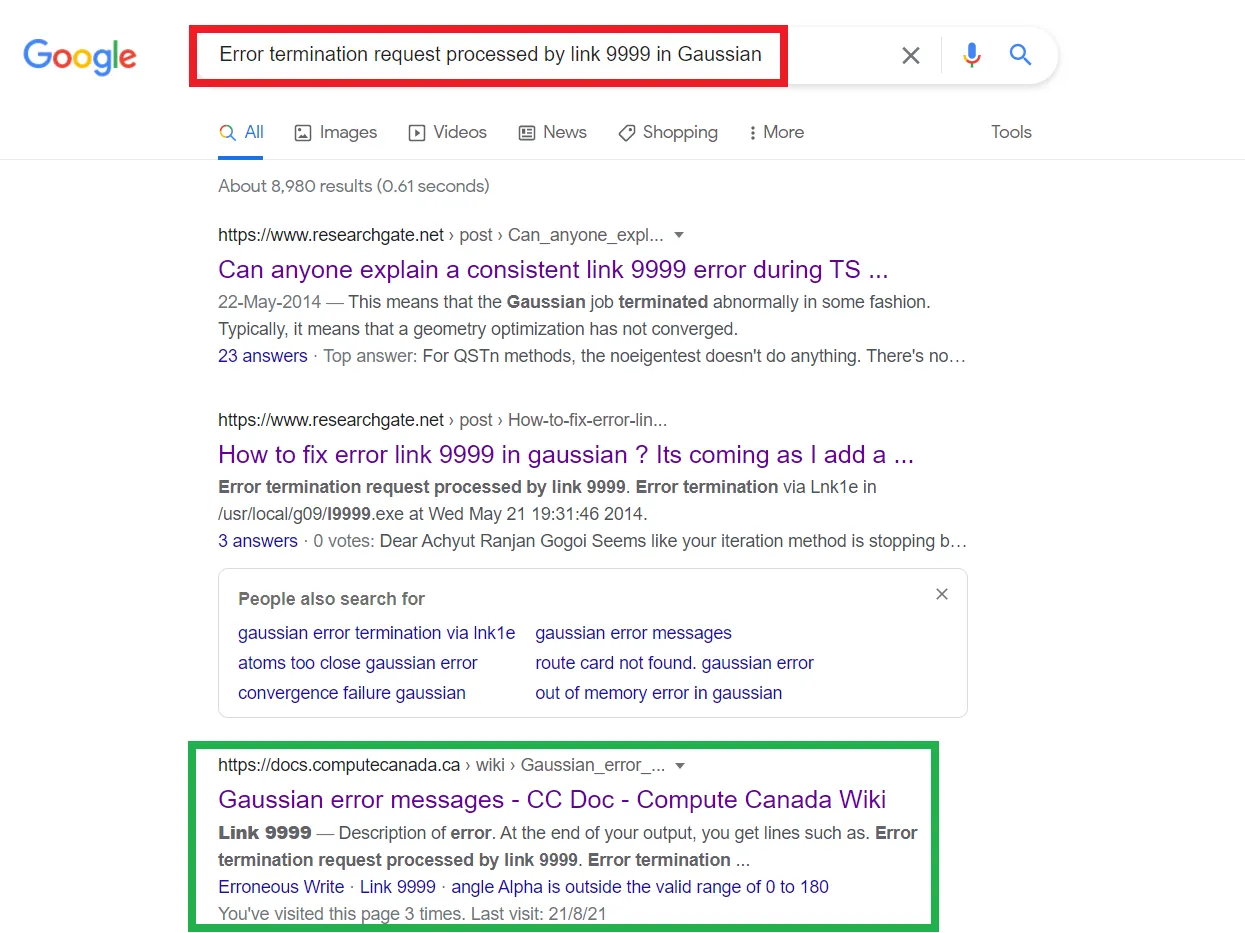 Google
Error termination request processed by link 9999 in Gaussian
All Images Videos News Shopping More Tools
About 8,980 results (0.61 seconds)
https://www.researchgate.net › post › Can_anyone_expl...
Can anyone explain a consistent link 9999 error during TS ...
22-May-2014 — This means that the Gaussian job terminated abnormally in some fashion.
Typically, it means that a geometry optimization has not converged.
23 answers · Top answer: For QSTn methods, the noeigentest doesn't do anything. There's no…
https://www.researchgate.net › post › How-to-fix-error-lin...
How to fix error link 9999 in gaussian ? Its coming as I add a ...
Error termination request processed by link 9999. Error termination via Lnk1e in
/usr/local/g09/l9999.exe at Wed May 21 19:31:46 2014.
3 answers · 0 votes: Dear Achyut Ranjan Gogoi Seems like your iteration method is stopping b…
People also search for
gaussian error termination via lnk1e gaussian error messages
atoms too close gaussian error route card not found. gaussian error
convergence failure gaussian out of memory error in gaussian
https://docs.computecanada.ca › wiki › Gaussian_error_...
Gaussian error messages - CC Doc - Compute Canada Wiki
Link 9999 — Description of error. At the end of your output, you get lines such as. Error
termination request processed by link 9999. Error termination ...
Erroneous Write · Link 9999 · angle Alpha is outside the valid range of 0 to 180
You've visited this page 3 times. Last visit: 21/8/21